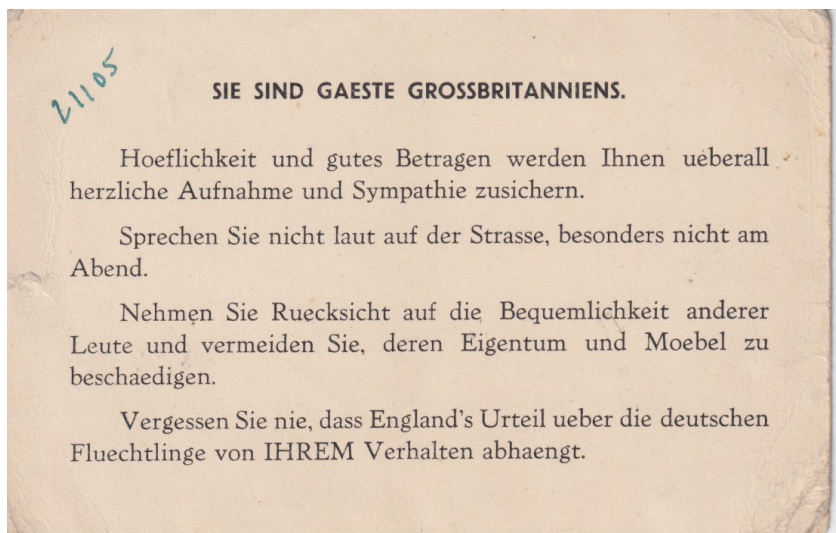 21105
SIE SIND GAESTE GROSSBRITANNIENS.
Hoeflichkeit und gutes Betragen werden Ihnen ueberall
herzliche Aufnahme und Sympathie zusichern.
Sprechen Sie nicht laut auf der Strasse, besonders nicht am
Abend.
Nehmen Sie Ruecksicht auf die Bequemlichkeit anderer
Leute und vermeiden Sie, deren Eigentum und Moebel zu
beschaedigen.
Vergessen Sie nie, dass England's Urteil ueber die deutschen
Fluechtlinge von IHREM Verhalten abhaengt.